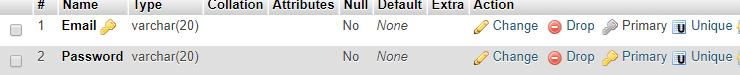 # Name Type Collation Attributes Null Default Extra Action
1 Email varchar(20) No None Change Drop Primary Unique
2 Password varchar(20) No None Change Drop Primary Unique